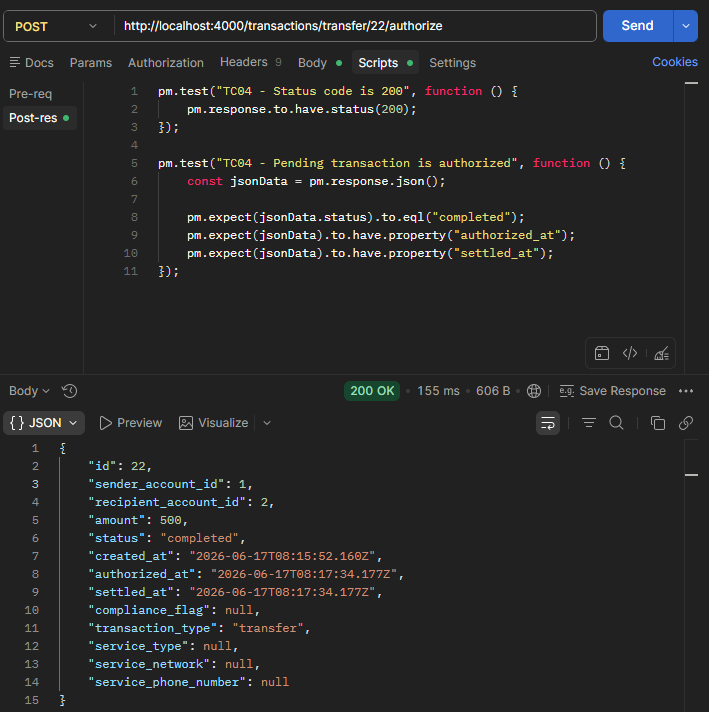 POST http://localhost:4000/transactions/transfer/22/authorize Send
Docs Params Authorization Headers 9 Body Scripts Settings Cookies
Pre-req
Post-res
1 pm.test("TC04 - Status code is 200", function () {
2 pm.response.to.have.status(200);
3 });
4
5 pm.test("TC04 - Pending transaction is authorized", function () {
6 const jsonData = pm.response.json();
7
8 pm.expect(jsonData.status).to.eql("completed");
9 pm.expect(jsonData).to.have.property("authorized_at");
10 pm.expect(jsonData).to.have.property("settled_at");
11 });
Body 200 OK • 155 ms • 606 B • e.g. Save Response
{} JSON Preview Visualize
1 {
2 "id": 22,
3 "sender_account_id": 1,
4 "recipient_account_id": 2,
5 "amount": 500,
6 "status": "completed",
7 "created_at": "2026-06-17T08:15:52.160Z",
8 "authorized_at": "2026-06-17T08:17:34.177Z",
9 "settled_at": "2026-06-17T08:17:34.177Z",
10 "compliance_flag": null,
11 "transaction_type": "transfer",
12 "service_type": null,
13 "service_network": null,
14 "service_phone_number": null
15 }